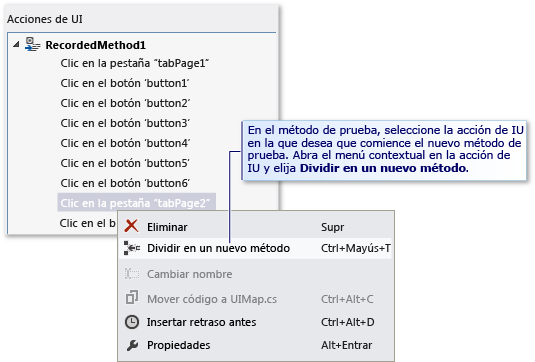 Acciones de UI
RecordedMethod1
Clic en la pestaña “tabPage1”
Clic en el botón ‘button1’
Clic en el botón ‘button2’
Clic en el botón ‘button3’
Clic en el botón ‘button4’
Clic en el botón ‘button5’
Clic en el botón ‘button6’
Clic en la pestaña “tabPage2”
Clic en el b
En el método de prueba, seleccione la acción de IU
en la que desea que comience el nuevo método de
prueba. Abra el menú contextual en la acción de
IU y elija Dividir en un nuevo método.
Eliminar Supr
Dividir en un nuevo método Ctrl+Mayús+T
Cambiar nombre
Mover código a UIMap.cs Ctrl+Alt+C
Insertar retraso antes Ctrl+Alt+D
Propiedades Alt+Entrar